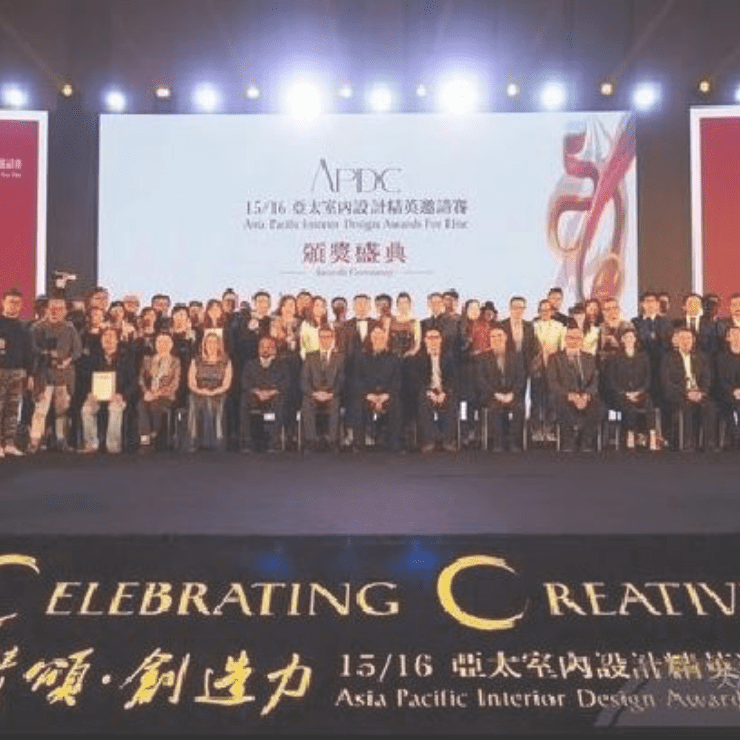 APDC
15/16 亞太室內設計精英邀請賽
Asia Pacific Interior Design Awards For Elite
頒獎盛典
Awards Ceremony
CELEBRATING CREATIV
頌·創造力
15/16 亞太室內設計精英
Asia Pacific Interior Design Award